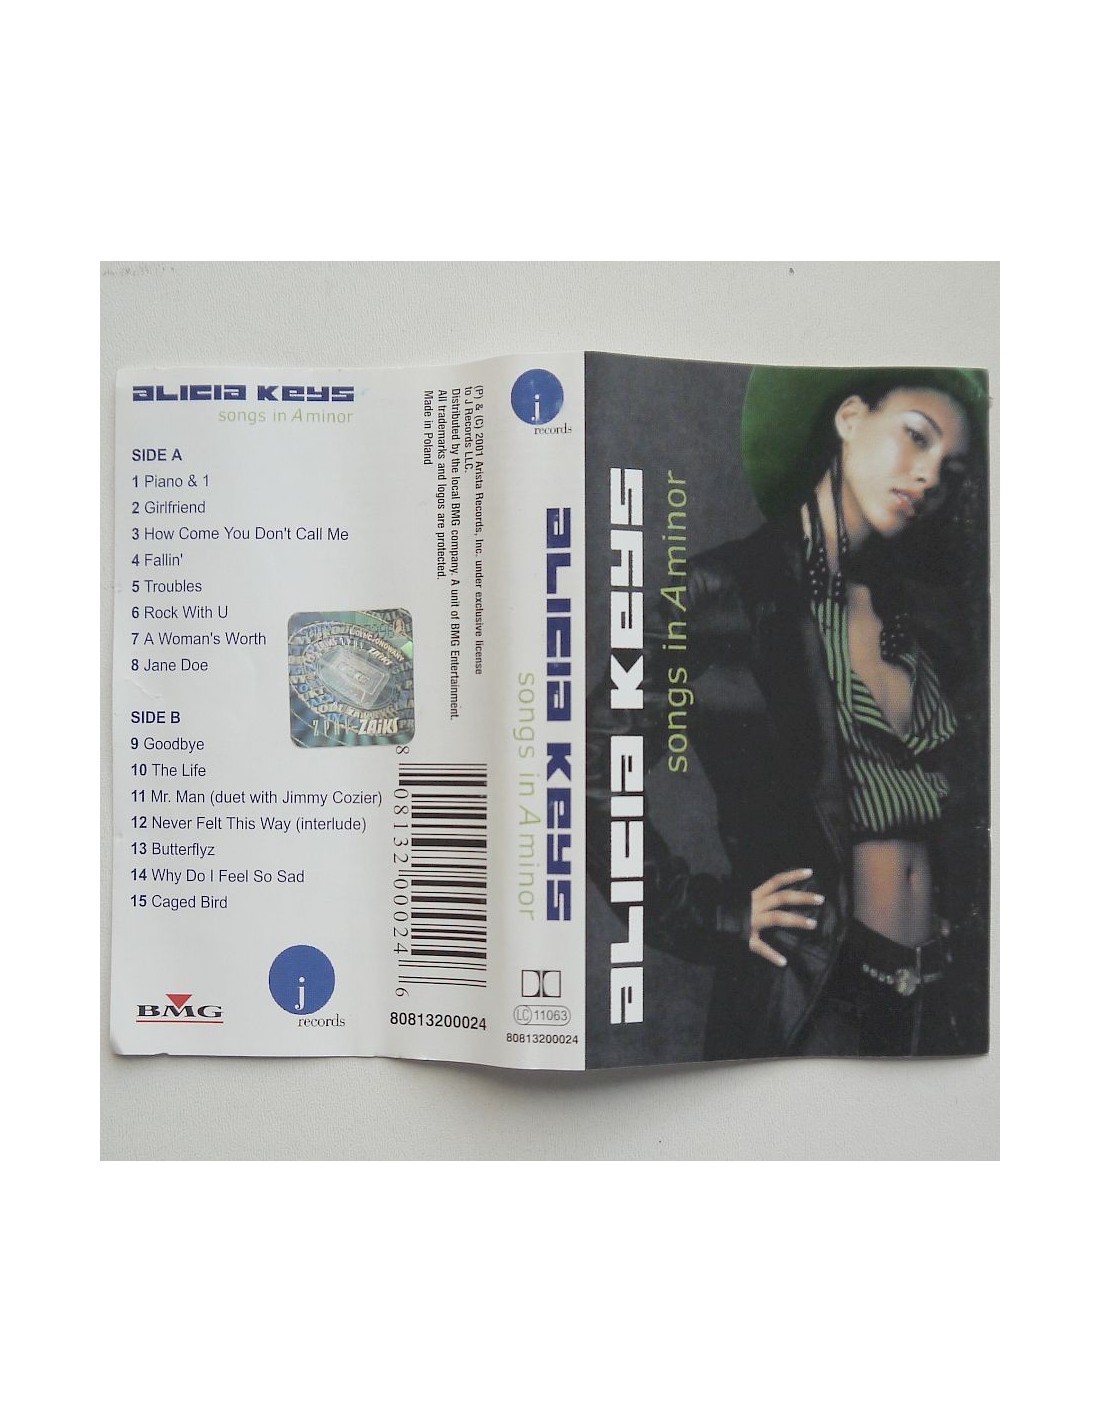 ALICIA KEYS
songs in A minor
SIDE A
1 Piano & 1
2 Girlfriend
3 How Come You Don't Call Me
4 Fallin'
5 Troubles
6 Rock With U
7 A Woman's Worth
8 Jane Doe
SIDE B
9 Goodbye
10 The Life
11 Mr. Man (duet with Jimmy Cozier)
12 Never Felt This Way (interlude)
13 Butterflyz
14 Why Do I Feel So Sad
15 Caged Bird
BMG
j
records
ZAiKS
(P) & (C) 2001 Arista Records, Inc. under exclusive license
to J Records LLC.
Distributed by the local BMG company. A unit of BMG Entertainment.
All trademarks and logos are protected.
Made in Poland
8 08132 00024 6
80813200024
j
records
ALICIA KEYS
songs in A minor
LC 11063
80813200024
ALICIA KEYS
songs in A minor